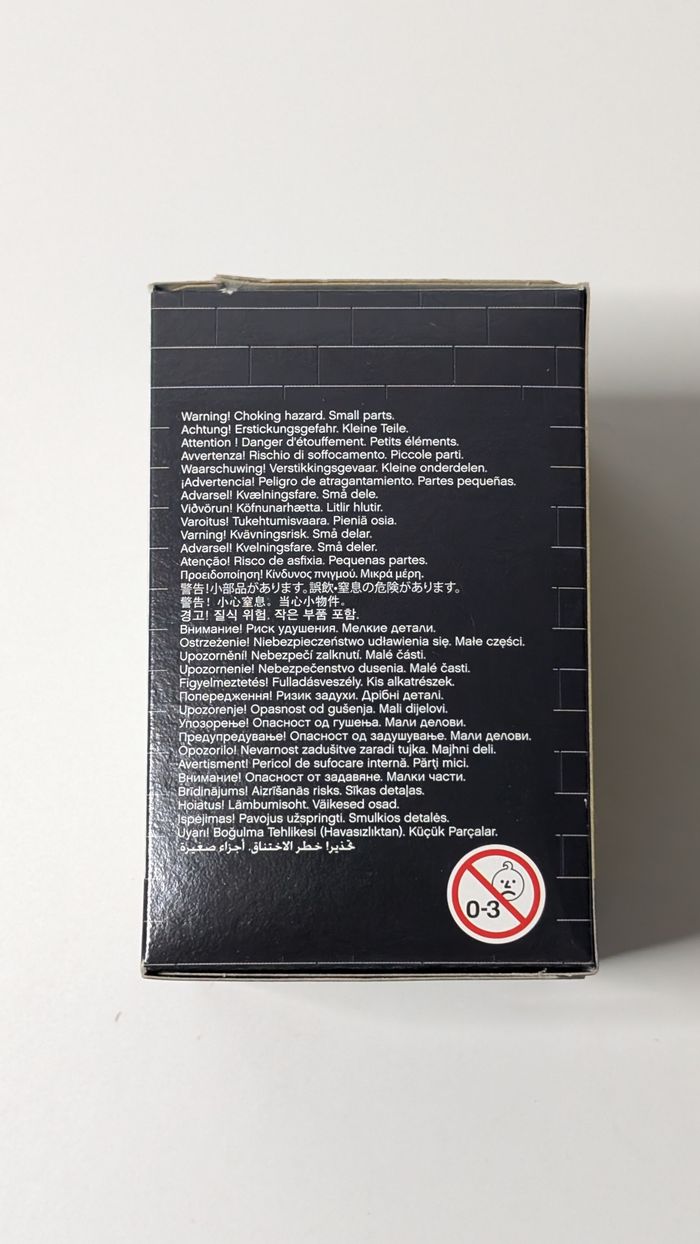 Warning! Choking hazard. Small parts.
Achtung! Erstickungsgefahr. Kleine Teile.
Attention ! Danger d'étouffement. Petits éléments.
Avvertenza! Rischio di soffocamento. Piccole parti.
Waarschuwing! Verstikkingsgevaar. Kleine onderdelen.
¡Advertencia! Peligro de atragantamiento. Partes pequeñas.
Advarsel! Kvælningsfare. Små dele.
Viðvörun! Köfnunarhætta. Litlir hlutir.
Varoitus! Tukehtumisvaara. Pieniä osia.
Varning! Kvävningsrisk. Små delar.
Advarsel! Kvelningsfare. Små deler.
Atenção! Risco de asfixia. Pequenas partes.
Προειδοποίηση! Κίνδυνος πνιγμού. Μικρά μέρη.
警告!小部品があります。誤飲・窒息の危険があります。
警告！小心窒息。当心小物件。
경고! 질식 위험. 작은 부품 포함.
Внимание! Риск удушения. Мелкие детали.
Ostrzeżenie! Niebezpieczeństwo udławienia się. Małe części.
Upozornění! Nebezpečí zalknutí. Malé části.
Upozornenie! Nebezpečenstvo dusenia. Malé časti.
Figyelmeztetés! Fulladásveszély. Kis alkatrészek.
Попередження! Ризик задухи. Дрібні деталі.
Upozorenje! Opasnost od gušenja. Mali dijelovi.
Упозорење! Опасност од гушења. Мали делови.
Предупредување! Опасност од задушување. Мали делови.
Opozorilo! Nevarnost zadušitve zaradi tujka. Majhni deli.
Avertisment! Pericol de sufocare internă. Părţi mici.
Внимание! Опасност от задавяне. Малки части.
Brīdinājums! Aizrīšanās risks. Sīkas detaļas.
Hoiatus! Lämbumisoht. Väikesed osad.
Įspėjimas! Pavojus užspringti. Smulkios detalės.
Uyarı! Boğulma Tehlikesi (Havasızlıktan). Küçük Parçalar.
تحذير! خطر الاختناق. أجزاء صغيرة.
0-3